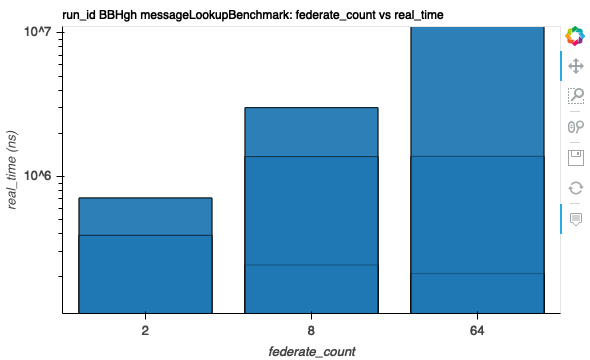 run_id BBHgh messageLookupBenchmark: federate_count vs real_time
10^7
10^6
real_time (ns)
2
8
64
federate_count